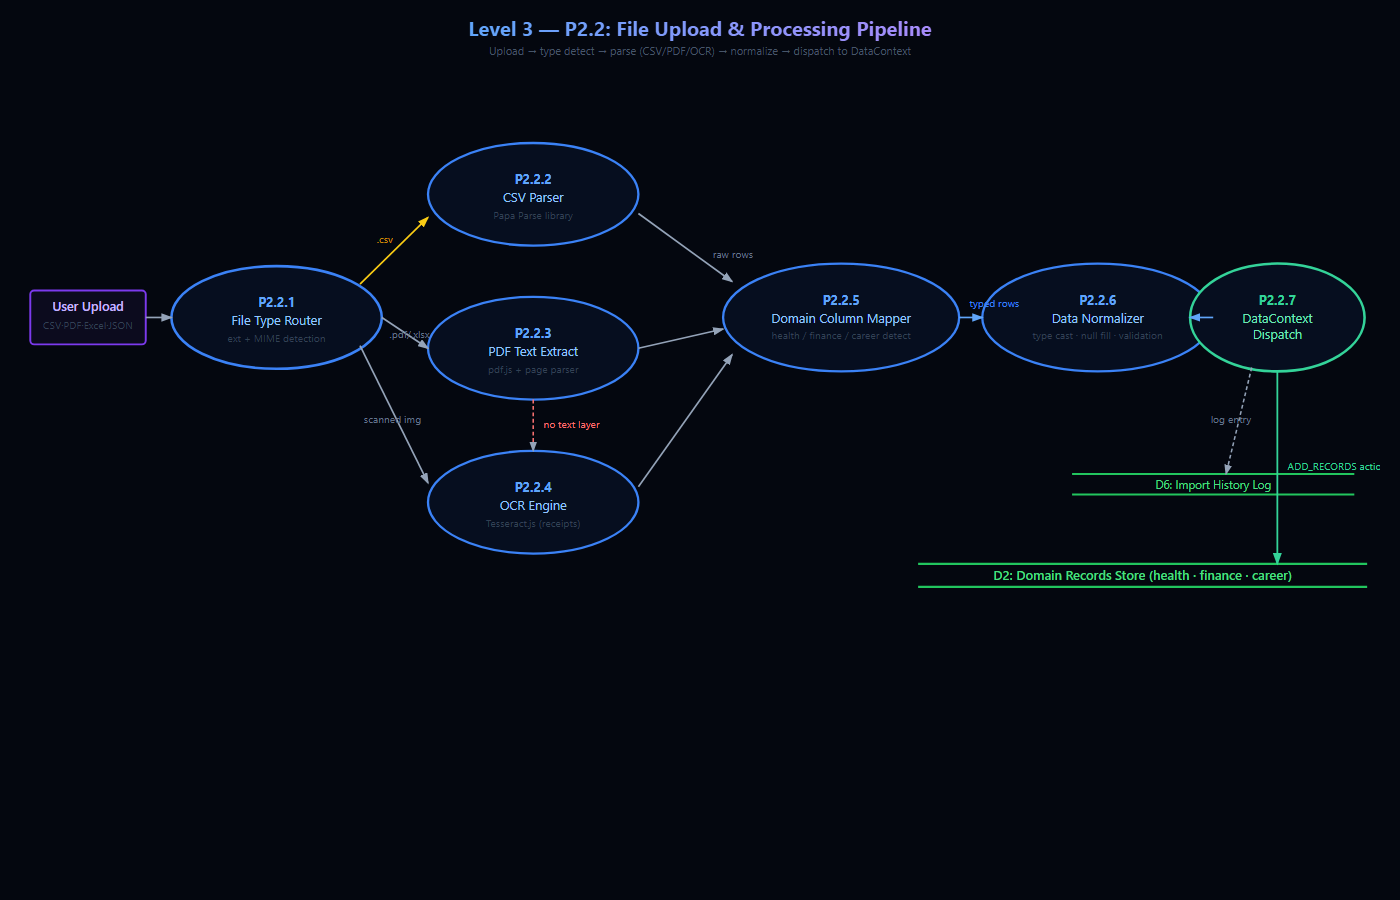 Level 3 — P2.2: File Upload & Processing Pipeline
Upload → type detect → parse (CSV/PDF/OCR) → normalize → dispatch to DataContext
User Upload
CSV·PDF·Excel·JSON
P2.2.1
File Type Router
ext + MIME detection
.csv
.pdf/.xlsx
scanned img
P2.2.2
CSV Parser
Papa Parse library
P2.2.3
PDF Text Extract
pdf.js + page parser
no text layer
P2.2.4
OCR Engine
Tesseract.js (receipts)
raw rows
P2.2.5
Domain Column Mapper
health / finance / career detect
typed rows
P2.2.6
Data Normalizer
type cast · null fill · validation
P2.2.7
DataContext
Dispatch
log entry
ADD_RECORDS actic
D6: Import History Log
D2: Domain Records Store (health · finance · career)